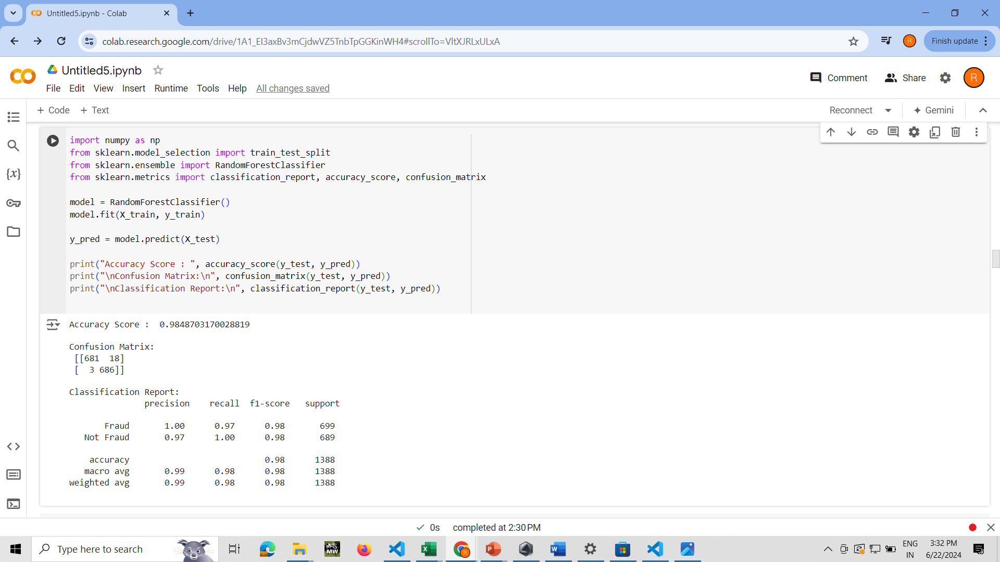 Untitled5.ipynb - Colab
colab.research.google.com/drive/1A1_EI3axBv3mCjdwVZ5TnbTpGGKinWH4#scrollTo=VltXJRLxULxA
R
Finish update
Untitled5.ipynb
File Edit View Insert Runtime Tools Help All changes saved
Comment
Share
R
+ Code + Text
Reconnect
Gemini
import numpy as np
from sklearn.model_selection import train_test_split
from sklearn.ensemble import RandomForestClassifier
from sklearn.metrics import classification_report, accuracy_score, confusion_matrix
model = RandomForestClassifier()
model.fit(X_train, y_train)
y_pred = model.predict(X_test)
print("Accuracy Score : ", accuracy_score(y_test, y_pred))
print("\nConfusion Matrix:\n", confusion_matrix(y_test, y_pred))
print("\nClassification Report:\n", classification_report(y_test, y_pred))
{x}
Accuracy Score :  0.9848703170028819
Confusion Matrix:
[[681  18]
[  3 686]]
Classification Report:
precision    recall  f1-score   support
Fraud       1.00      0.97      0.98       699
Not Fraud       0.97      1.00      0.98       689
accuracy                           0.98      1388
macro avg       0.99      0.98      0.98      1388
weighted avg       0.99      0.98      0.98      1388
0s completed at 2:30 PM
Type here to search
MW
ENG
IN
3:32 PM
6/22/2024